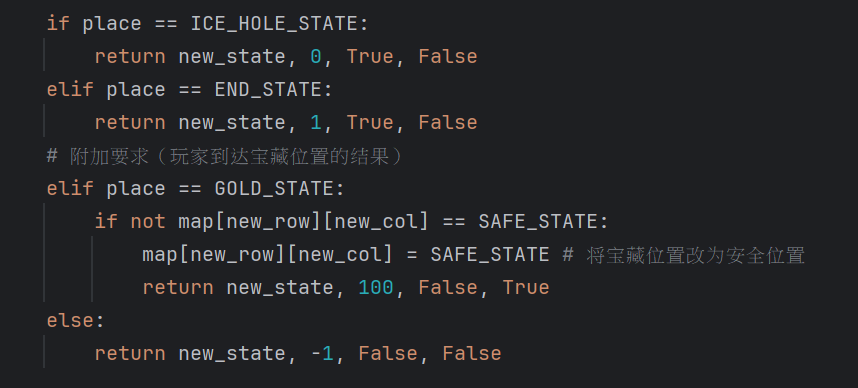 if place == ICE_HOLE_STATE:
    return new_state, 0, True, False
elif place == END_STATE:
    return new_state, 1, True, False
# 附加要求（玩家到达宝藏位置的结果）
elif place == GOLD_STATE:
    if not map[new_row][new_col] == SAFE_STATE:
        map[new_row][new_col] = SAFE_STATE # 将宝藏位置改为安全位置
        return new_state, 100, False, True
else:
    return new_state, -1, False, False